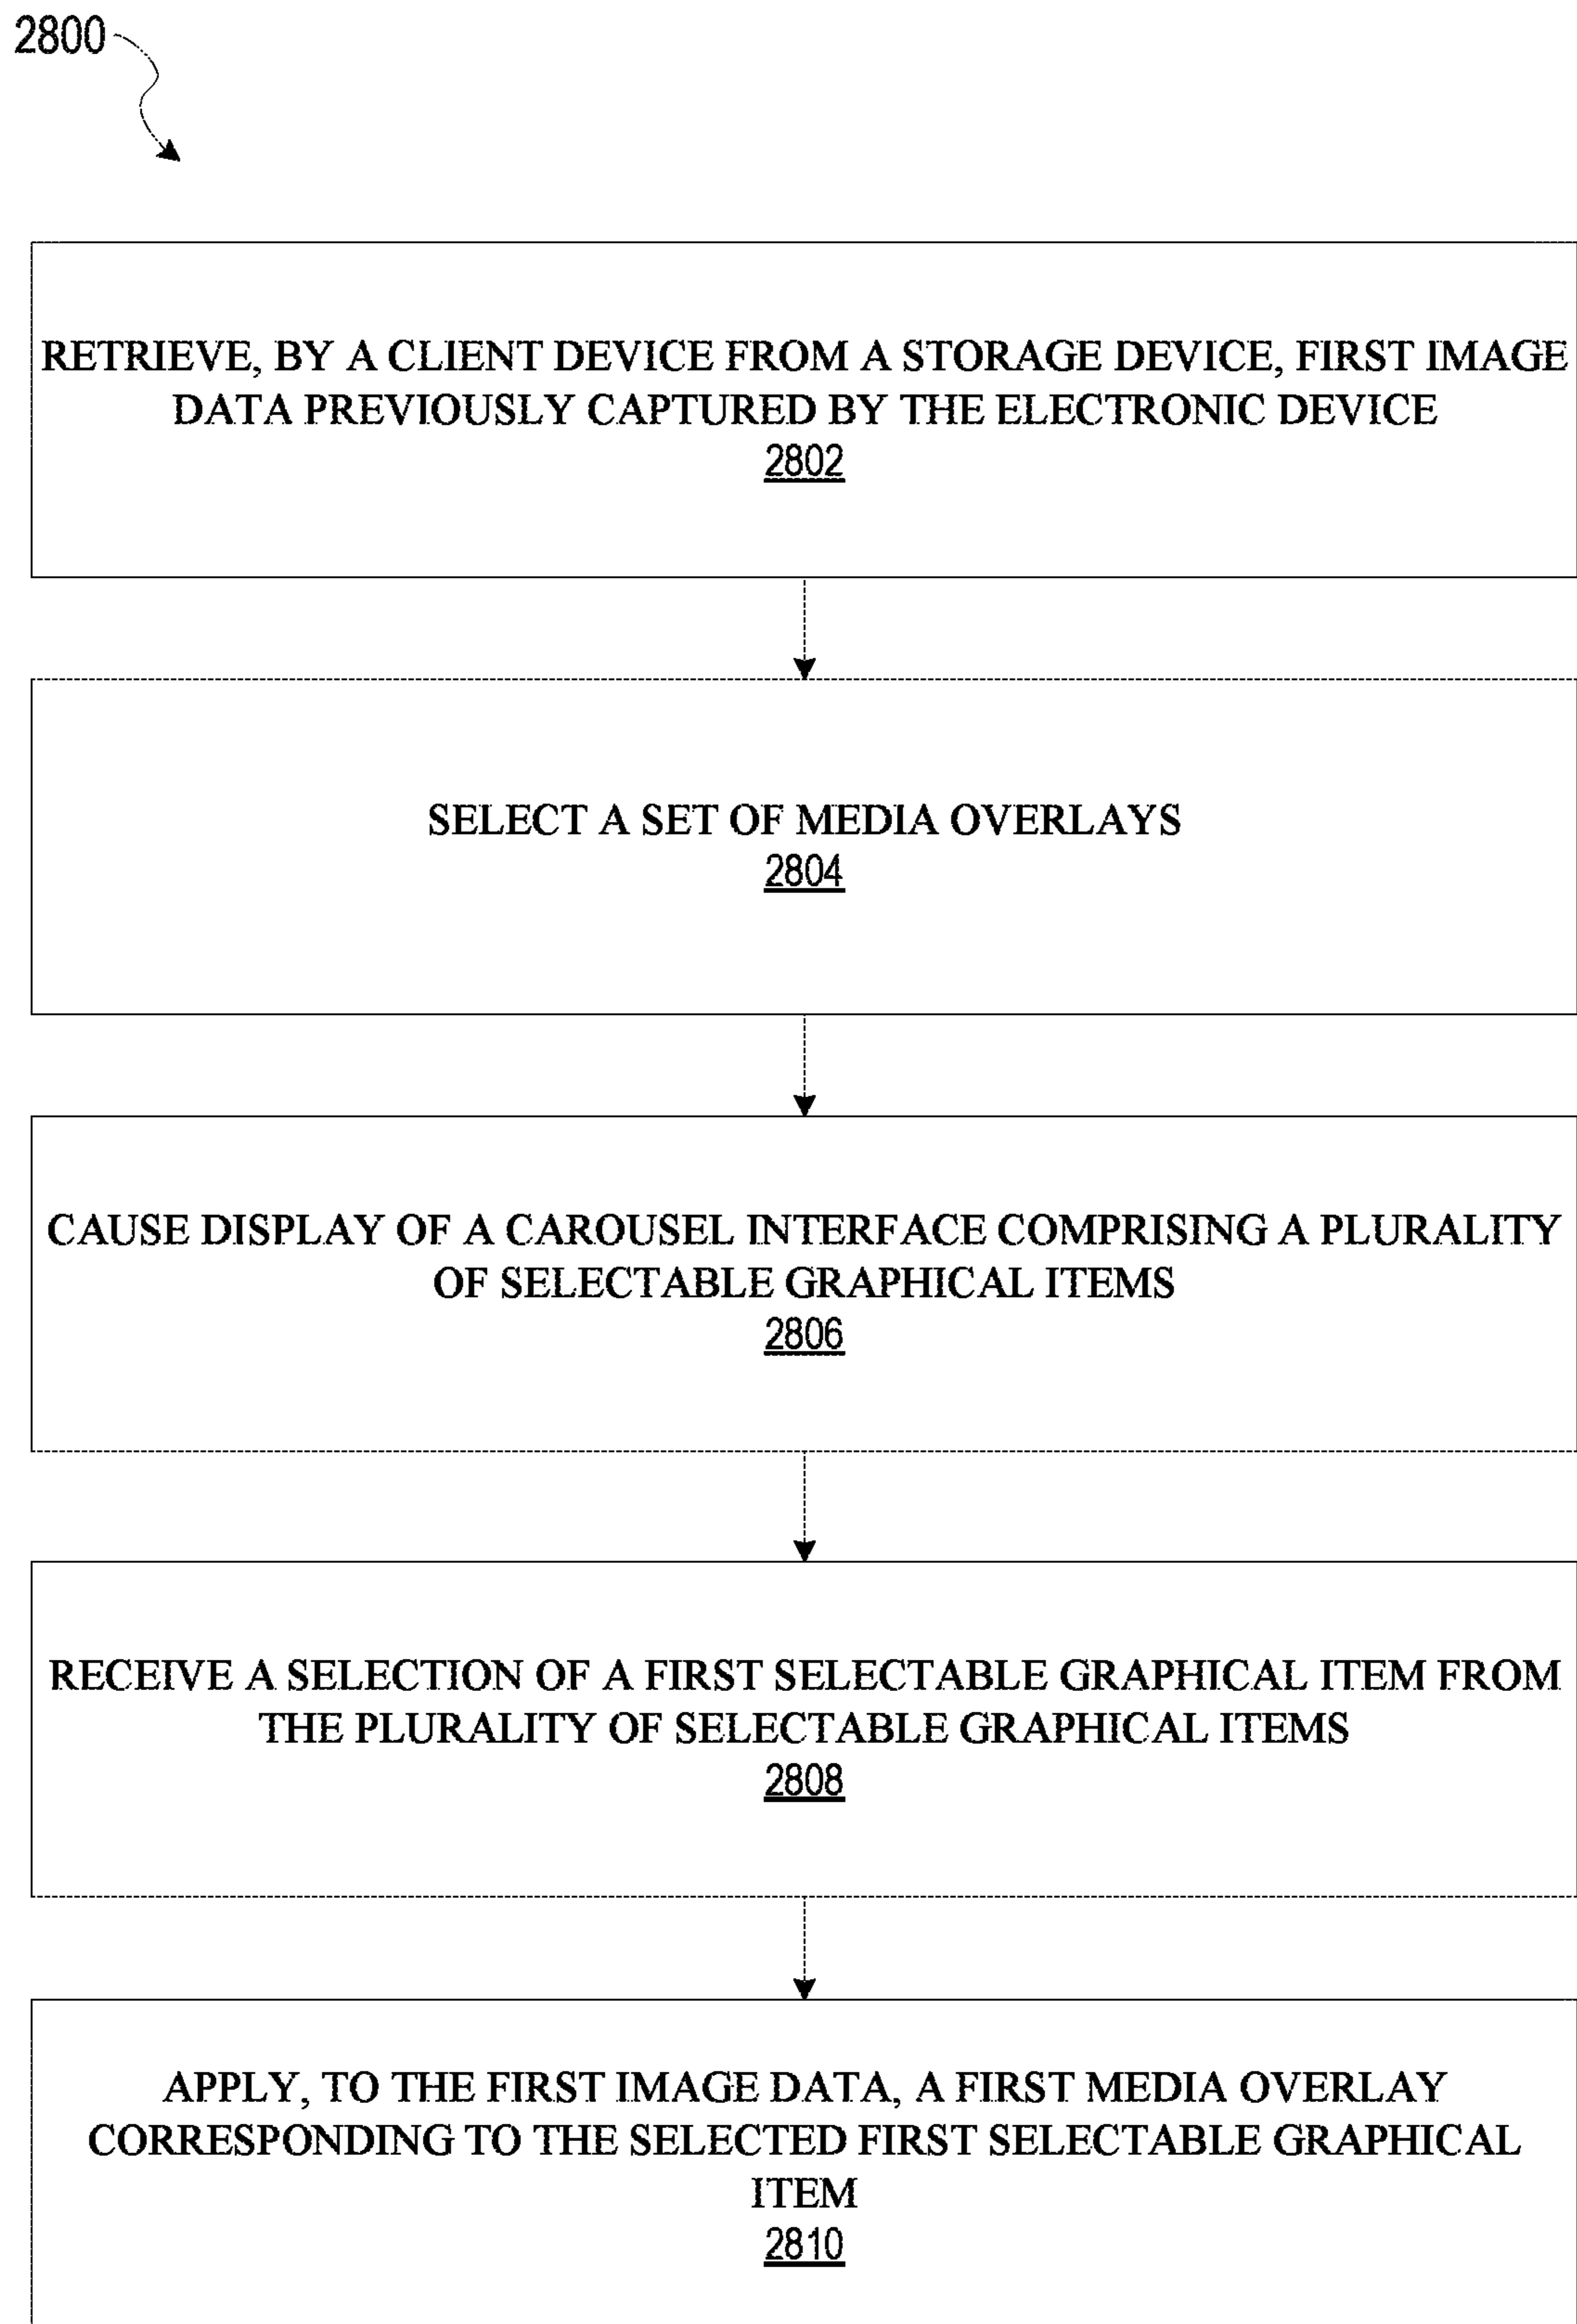 2800
RETRIEVE, BY A CLIENT DEVICE FROM A STORAGE DEVICE, FIRST IMAGE
DATA PREVIOUSLY CAPTURED BY THE ELECTRONIC DEVICE
2802
SELECT A SET OF MEDIA OVERLAYS
2804
CAUSE DISPLAY OF A CAROUSEL INTERFACE COMPRISING A PLURALITY
OF SELECTABLE GRAPHICAL ITEMS
2806
RECEIVE A SELECTION OF A FIRST SELECTABLE GRAPHICAL ITEM FROM
THE PLURALITY OF SELECTABLE GRAPHICAL ITEMS
2808
APPLY, TO THE FIRST IMAGE DATA, A FIRST MEDIA OVERLAY
CORRESPONDING TO THE SELECTED FIRST SELECTABLE GRAPHICAL
ITEM
2810